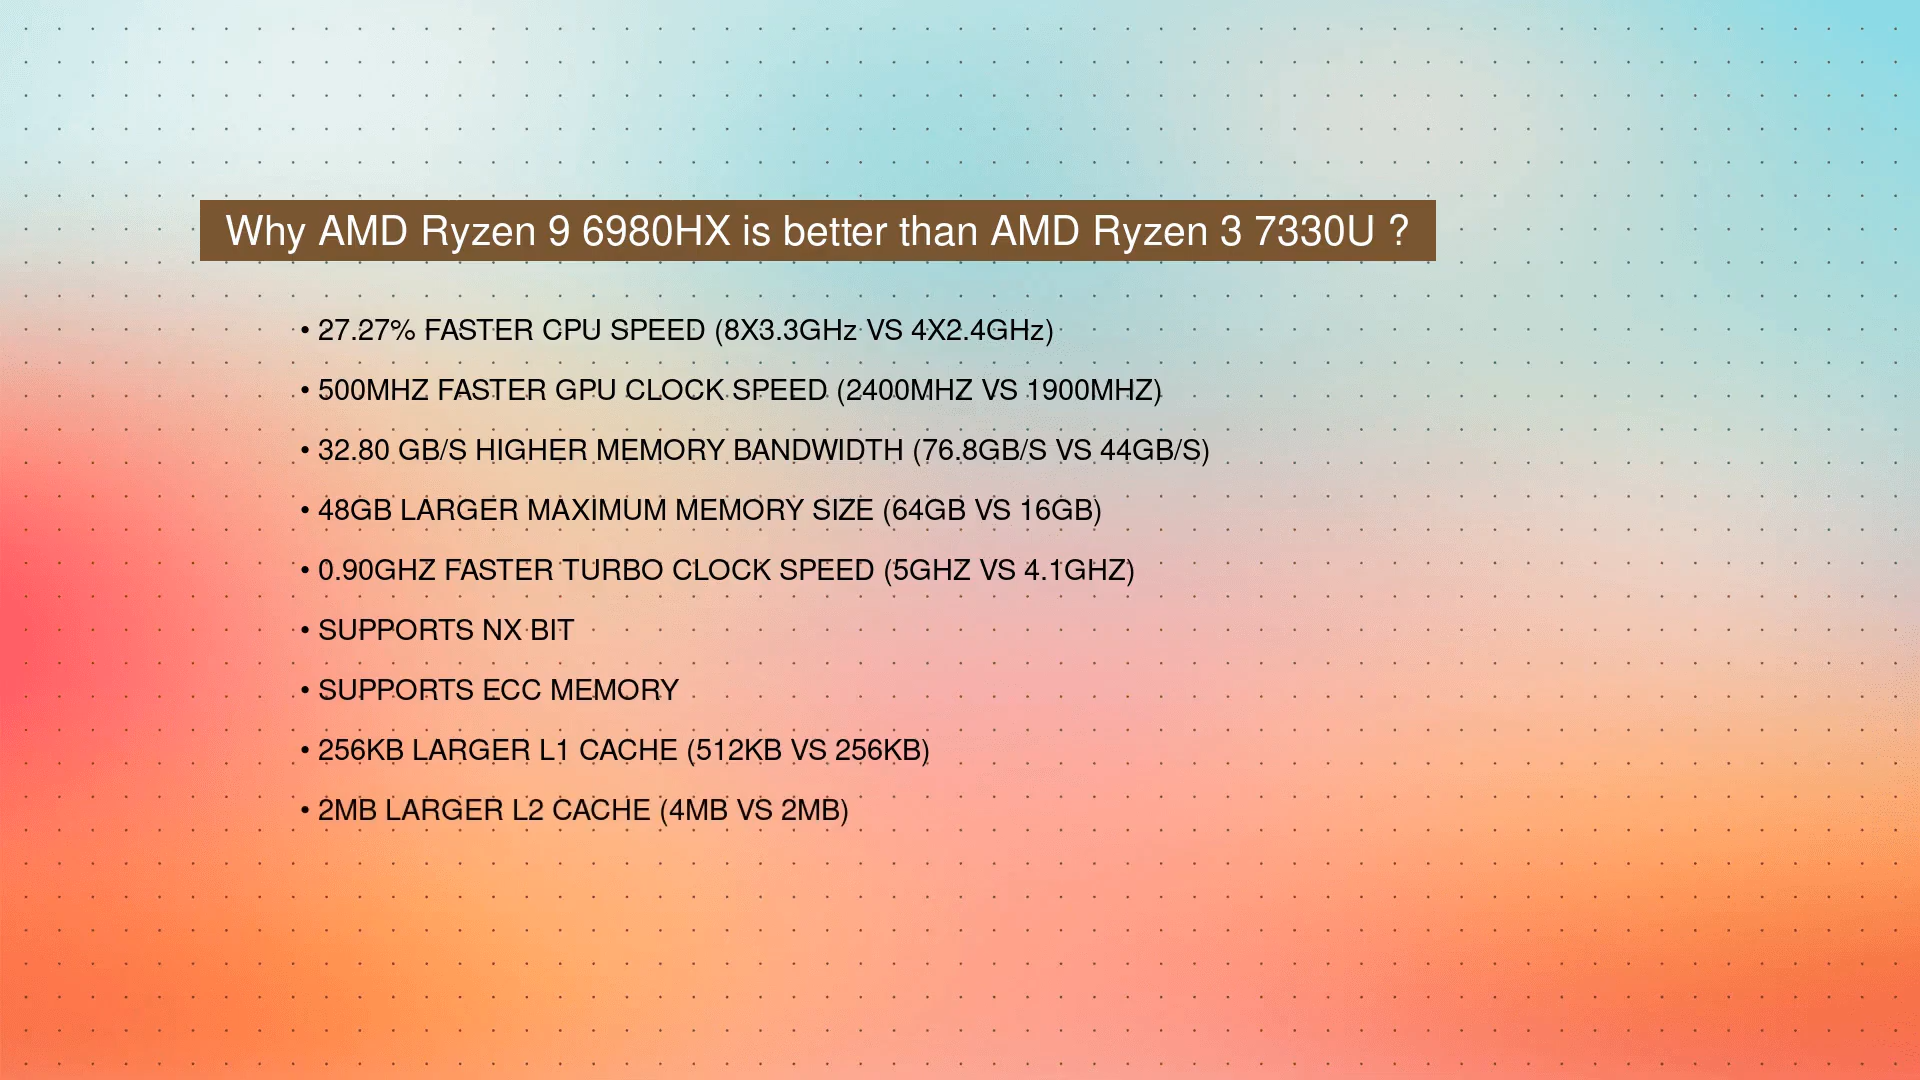 Why AMD Ryzen 9 6980HX is better than AMD Ryzen 3 7330U ?
• 27.27% FASTER CPU SPEED (8X3.3GHz VS 4X2.4GHz)
• 500MHZ FASTER GPU CLOCK SPEED (2400MHZ VS 1900MHZ)
• 32.80 GB/S HIGHER MEMORY BANDWIDTH (76.8GB/S VS 44GB/S)
• 48GB LARGER MAXIMUM MEMORY SIZE (64GB VS 16GB)
• 0.90GHZ FASTER TURBO CLOCK SPEED (5GHZ VS 4.1GHZ)
• SUPPORTS NX BIT
• SUPPORTS ECC MEMORY
• 256KB LARGER L1 CACHE (512KB VS 256KB)
• 2MB LARGER L2 CACHE (4MB VS 2MB)